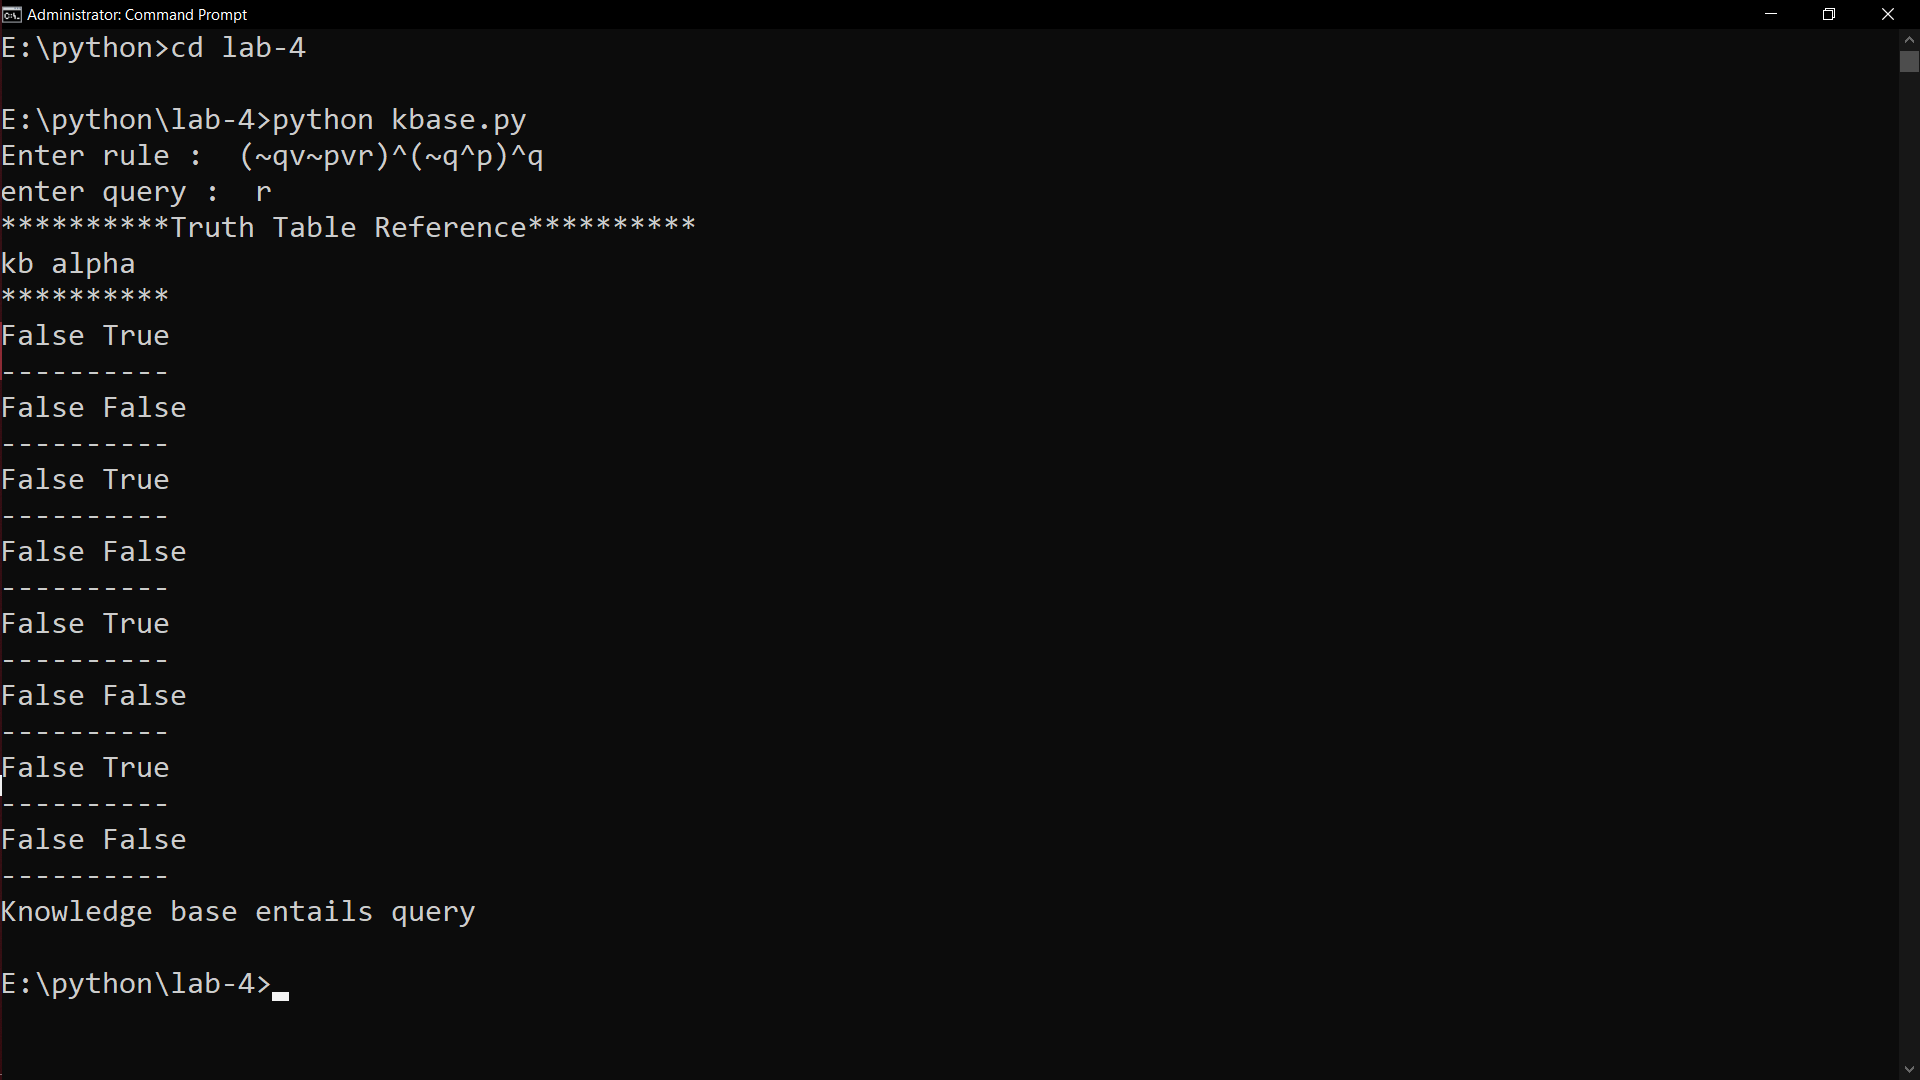 Administrator: Command Prompt
E:\python>cd lab-4
E:\python\lab-4>python kbase.py
Enter rule :  (~qv~pvr)^(~q^p)^q
enter query :  r
**********Truth Table Reference**********
kb alpha
**********
False True
----------
False False
----------
False True
----------
False False
----------
False True
----------
False False
----------
False True
----------
False False
----------
Knowledge base entails query
E:\python\lab-4>